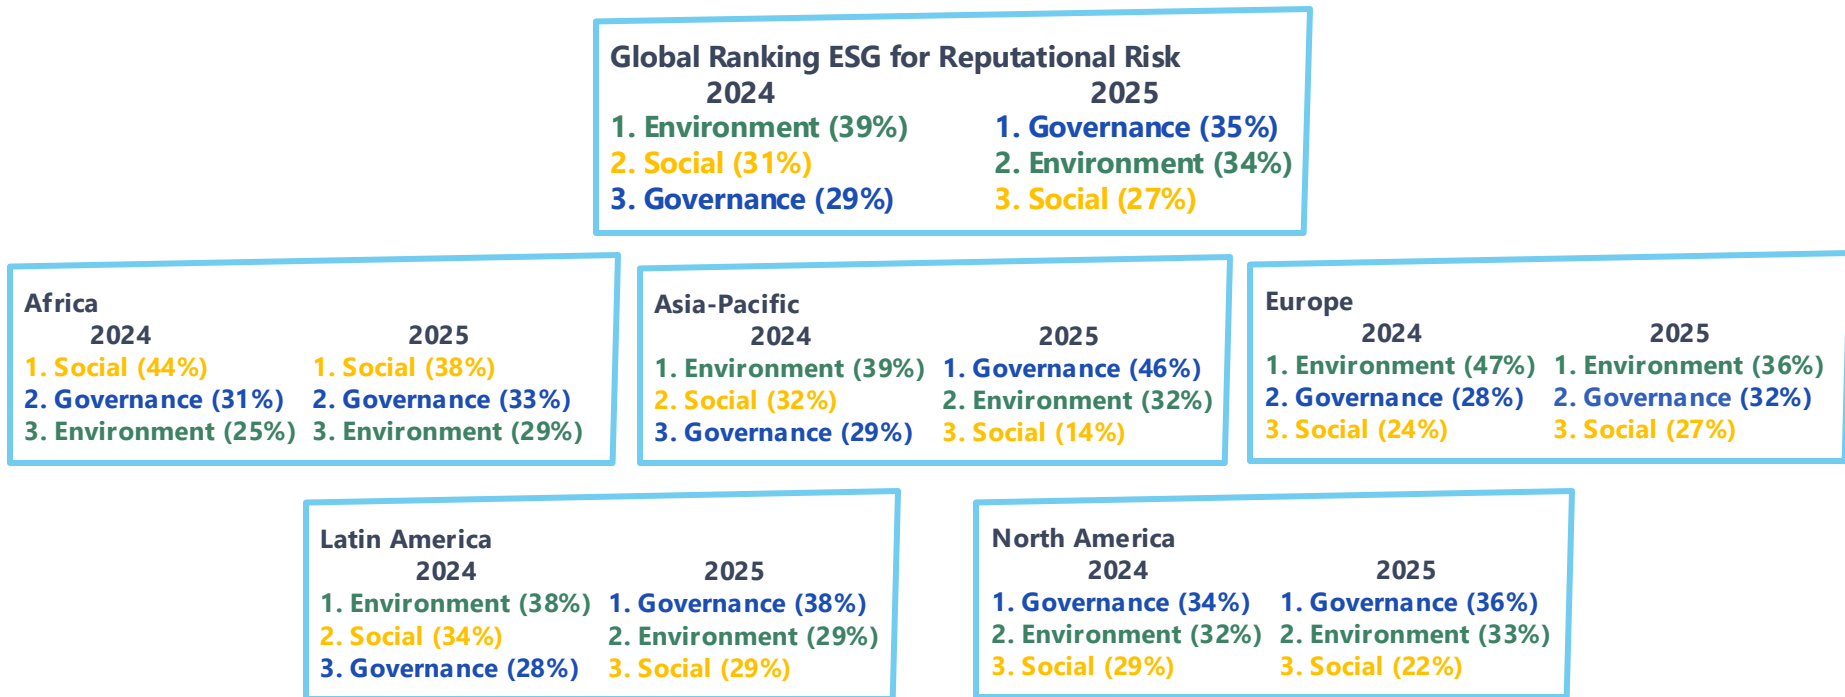 Global Ranking ESG for Reputational Risk
2024 2025
1. Environment (39%) 1. Governance (35%)
2. Social (31%) 2. Environment (34%)
3. Governance (29%) 3. Social (27%)
Africa
2024 2025
1. Social (44%) 1. Social (38%)
2. Governance (31%) 2. Governance (33%)
3. Environment (25%) 3. Environment (29%)
Asia-Pacific
2024 2025
1. Environment (39%) 1. Governance (46%)
2. Social (32%) 2. Environment (32%)
3. Governance (29%) 3. Social (14%)
Europe
2024 2025
1. Environment (47%) 1. Environment (36%)
2. Governance (28%) 2. Governance (32%)
3. Social (24%) 3. Social (27%)
Latin America
2024 2025
1. Environment (38%) 1. Governance (38%)
2. Social (34%) 2. Environment (29%)
3. Governance (28%) 3. Social (29%)
North America
2024 2025
1. Governance (34%) 1. Governance (36%)
2. Environment (32%) 2. Environment (33%)
3. Social (29%) 3. Social (22%)